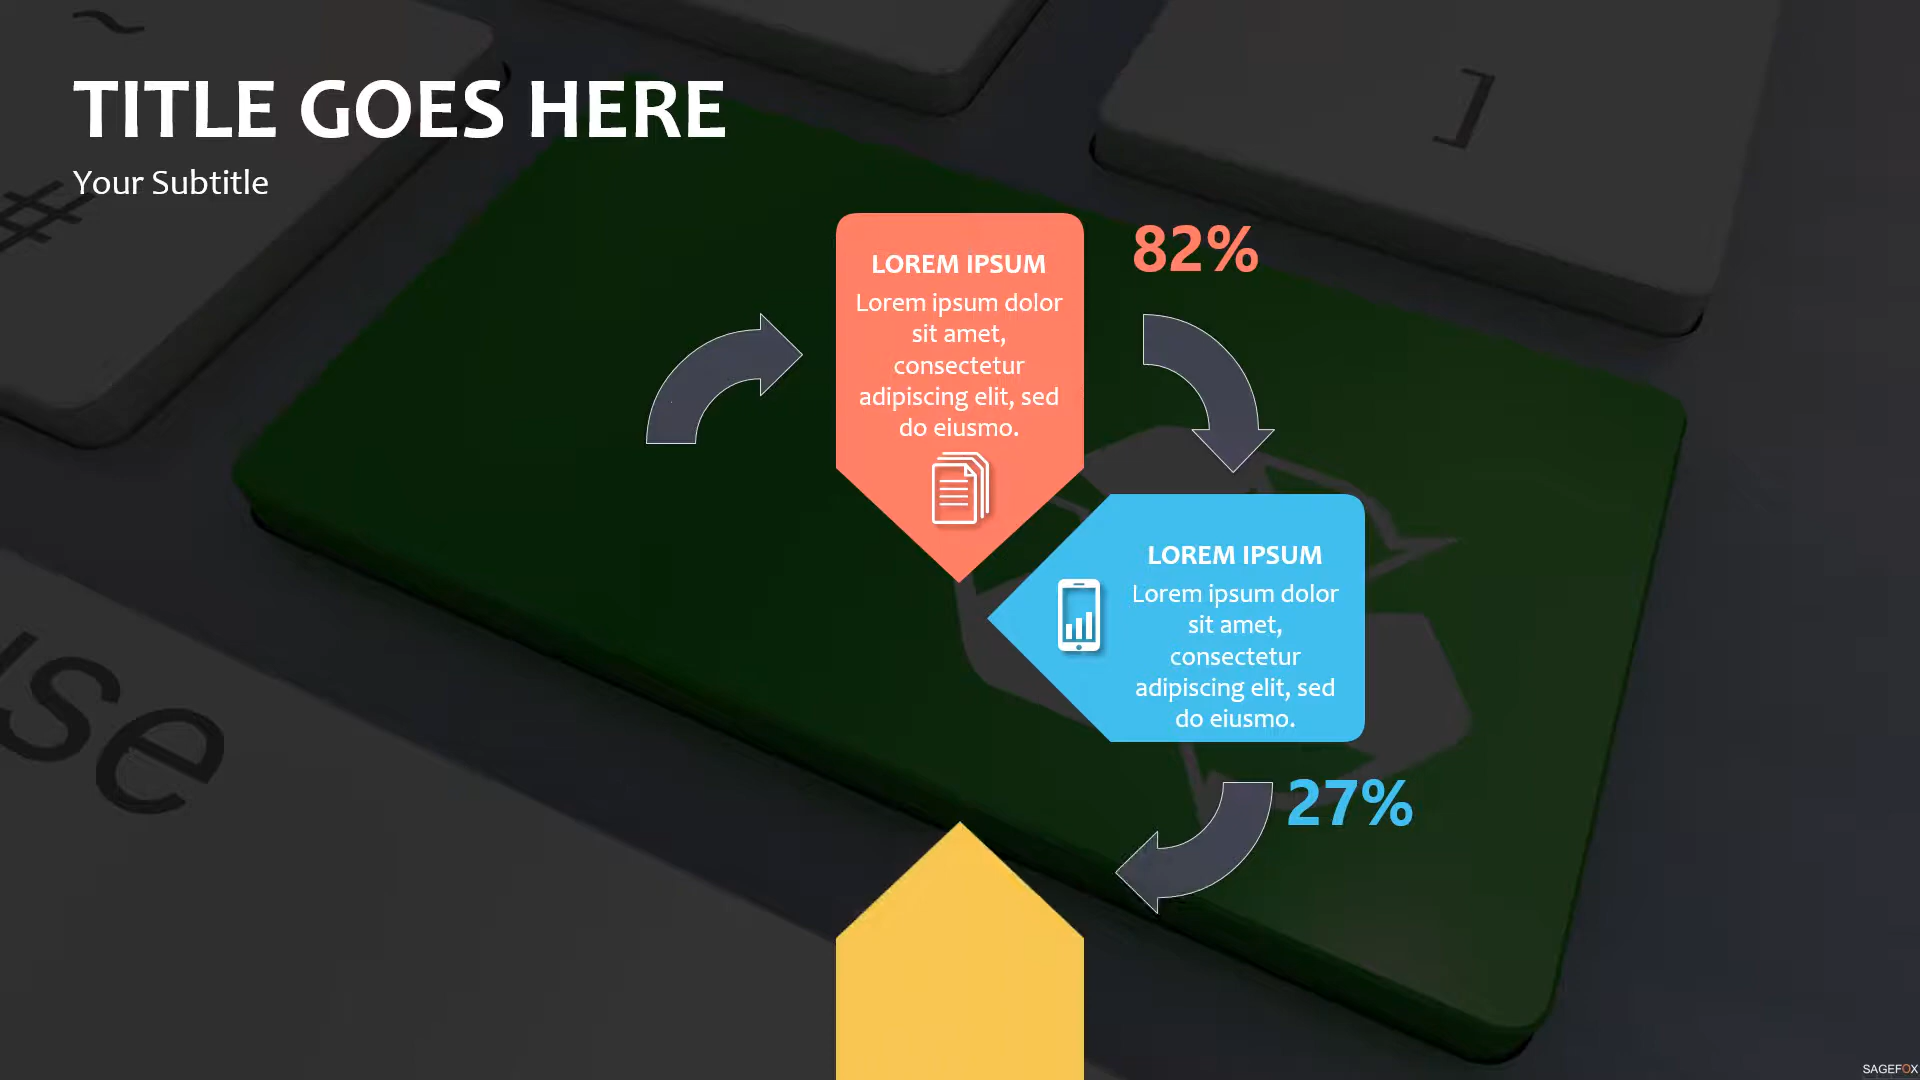 ~
TITLE GOES HERE
Your Subtitle
#
]
LOREM IPSUM
Lorem ipsum dolor
sit amet,
consectetur
adipiscing elit, sed
do eiusmo.
82%
LOREM IPSUM
Lorem ipsum dolor
sit amet,
consectetur
adipiscing elit, sed
do eiusmo.
27%
use
SAGEFOX